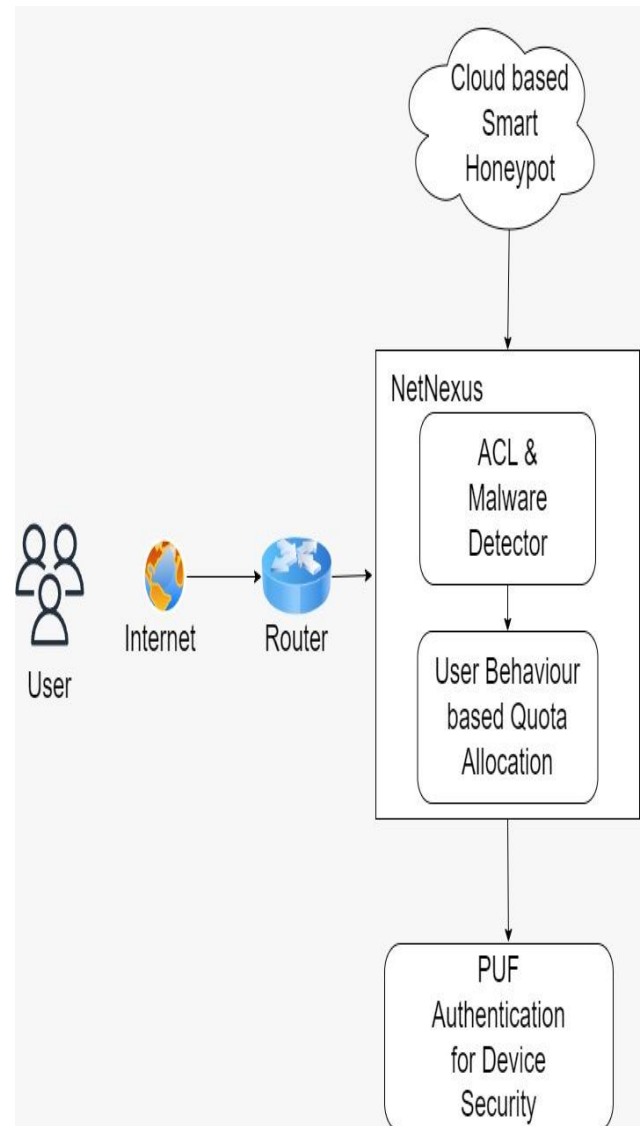 Cloud based
Smart
Honeypot
NetNexus
ACL &
Malware
Detector
User
Internet
Router
User Behaviour
based Quota
Allocation
PUF
Authentication
for Device
Security